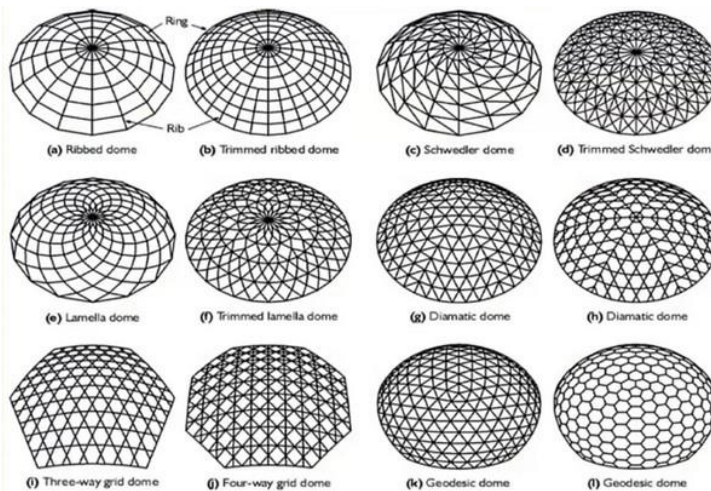 Ring
Rib
(a) Ribbed dome
(b) Trimmed ribbed dome
(c) Schwedler dome
(d) Trimmed Schwedler dom
(e) Lamella dome
(f) Trimmed lamella dome
(g) Diamatic dome
(h) Diamatic dome
(i) Three-way grid dome
(j) Four-way grid dome
(k) Geodesic dome
(l) Geodesic dome